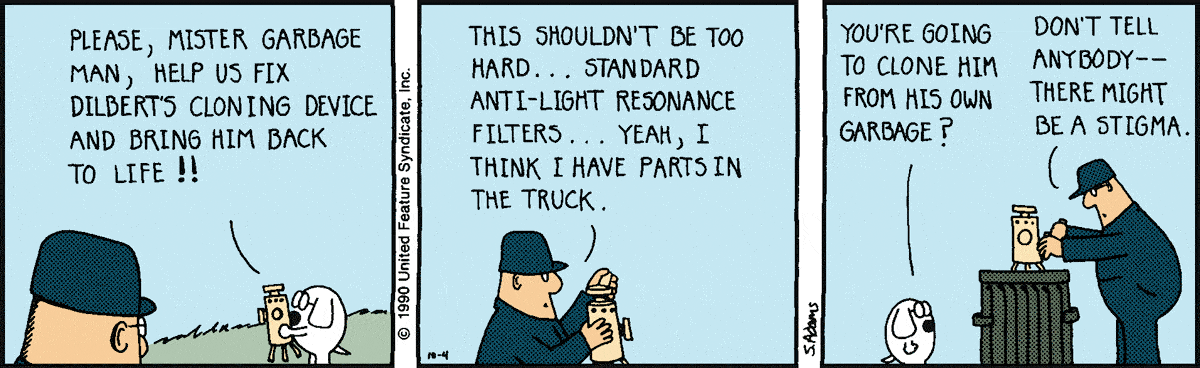 PLEASE, MISTER GARBAGE
MAN, HELP US FIX
DILBERT'S CLONING DEVICE
AND BRING HIM BACK
TO LIFE!!
© 1990 United Feature Syndicate, Inc.
THIS SHOULDN'T BE TOO
HARD... STANDARD
ANTI-LIGHT RESONANCE
FILTERS... YEAH, I
THINK I HAVE PARTS IN
THE TRUCK.
10-4
S.Adams
YOU'RE GOING
TO CLONE HIM
FROM HIS OWN
GARBAGE?
DON'T TELL
ANYBODY--
THERE MIGHT
BE A STIGMA.